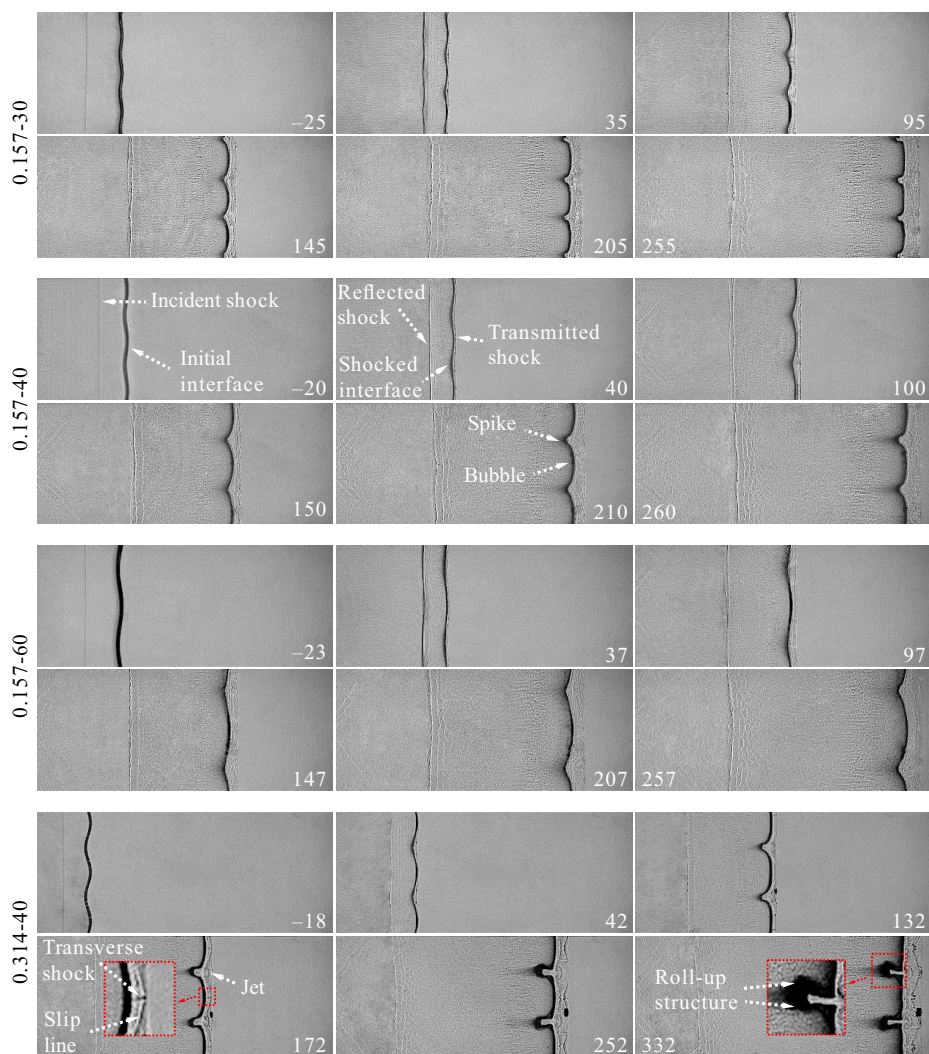 0.157-30
–25
35
95
145
205
255
0.157-40
Incident shock
Initial
interface
–20
Reflected
shock
Shocked
interface
Transmitted
shock
40
100
150
Spike
Bubble
210
260
0.157-60
–23
37
97
147
207
257
0.314-40
–18
42
132
Transverse
shock
Slip
line
Jet
172
252
Roll-up
structure
332